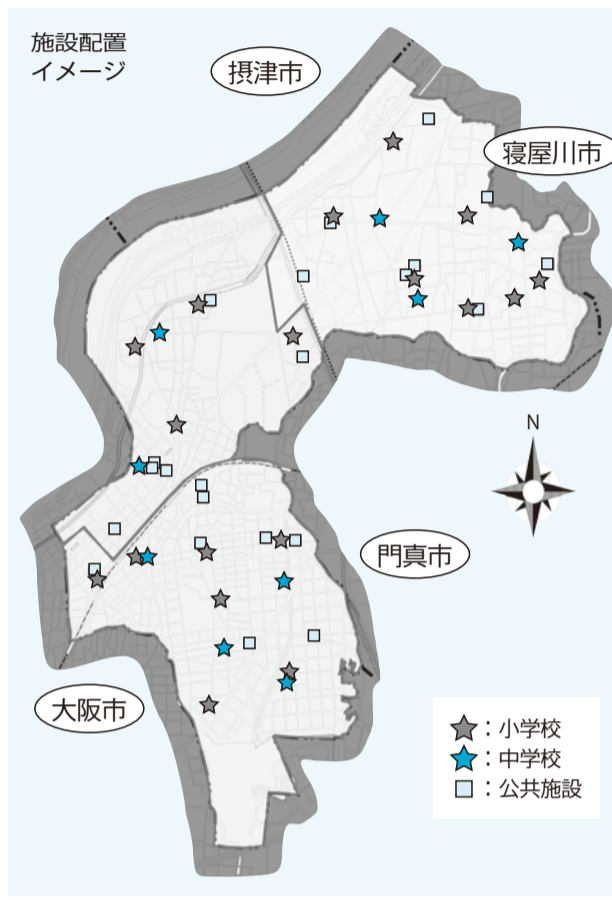 施設配置
イメージ
摂津市
寝屋川市
N
門真市
大阪市
★：小学校
★：中学校
□：公共施設